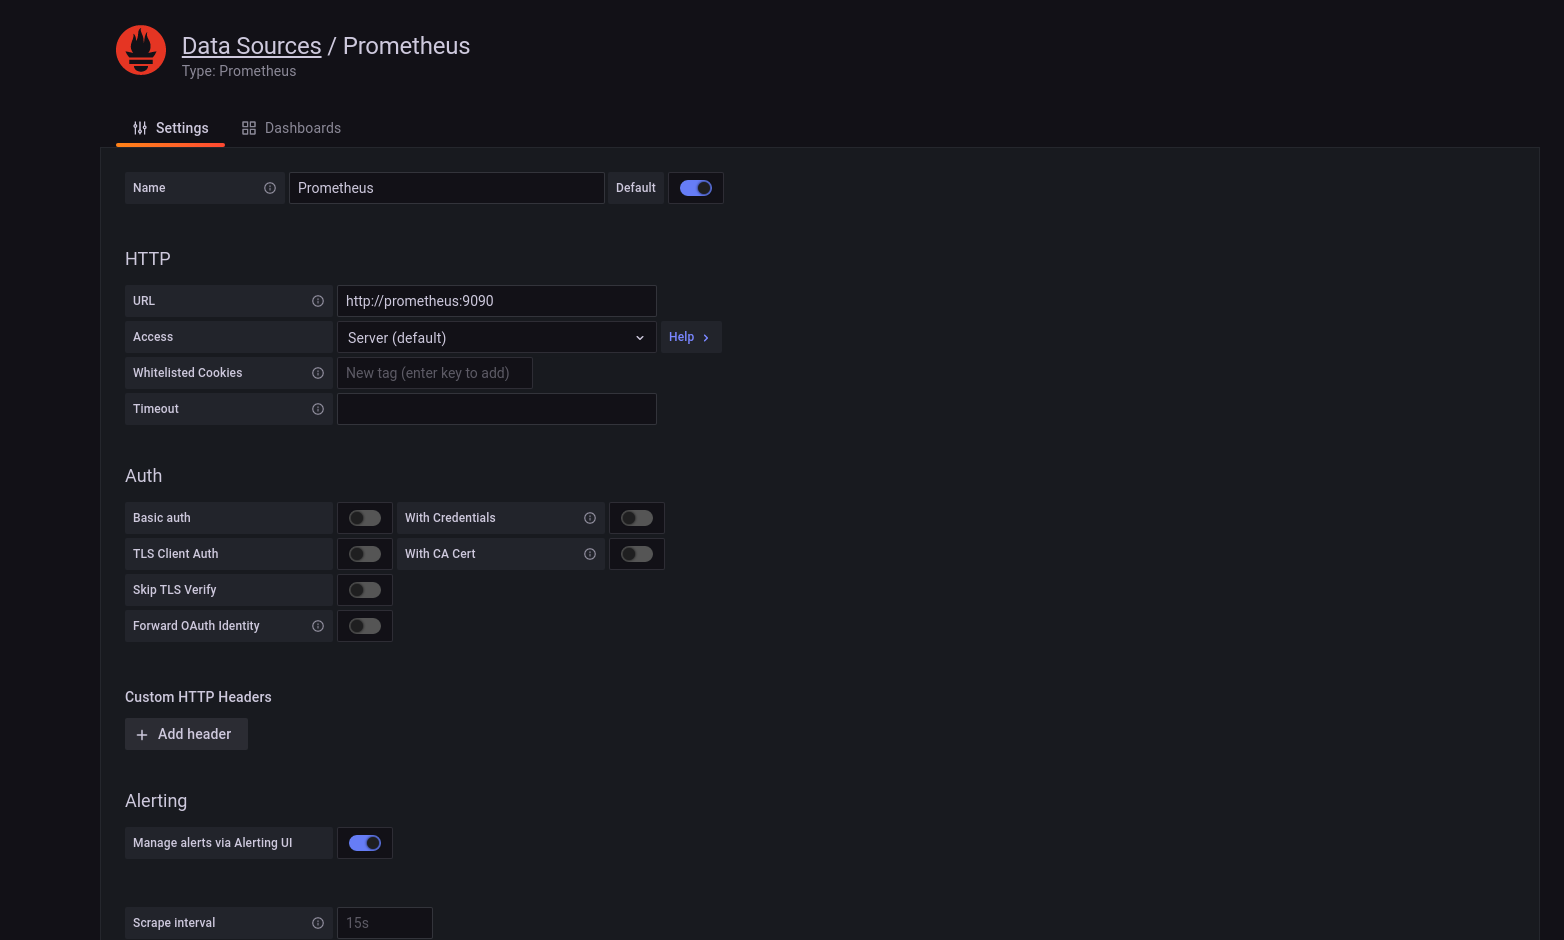 Data Sources / Prometheus
Type: Prometheus
Settings Dashboards
Name Prometheus Default
HTTP
URL http://prometheus:9090
Access Server (default) Help
Whitelisted Cookies New tag (enter key to add)
Timeout
Auth
Basic auth With Credentials
TLS Client Auth With CA Cert
Skip TLS Verify
Forward OAuth Identity
Custom HTTP Headers
Add header
Alerting
Manage alerts via Alerting UI
Scrape interval 15s